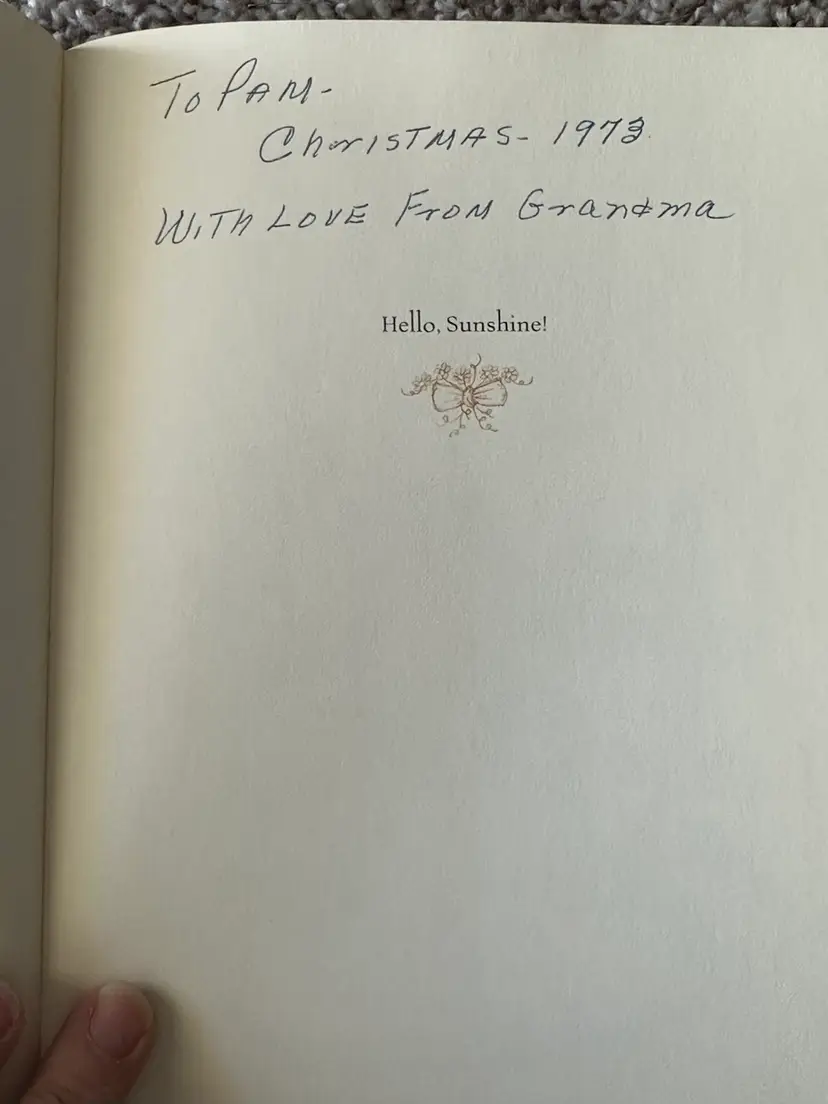 To PAM-
ChrISTMAS- 1973
WITh LOVE FrOM Grandma
Hello, Sunshine!